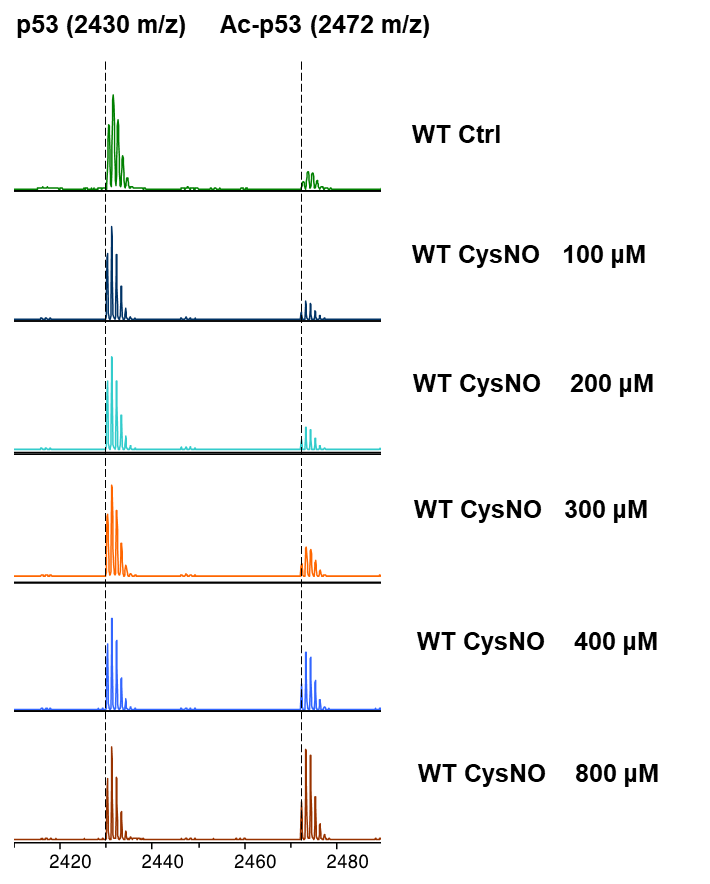 p53 (2430 m/z) Ac-p53 (2472 m/z)
WT Ctrl
WT CysNO 100 µM
WT CysNO 200 µM
WT CysNO 300 µM
WT CysNO 400 µM
WT CysNO 800 µM
2420 2440 2460 2480